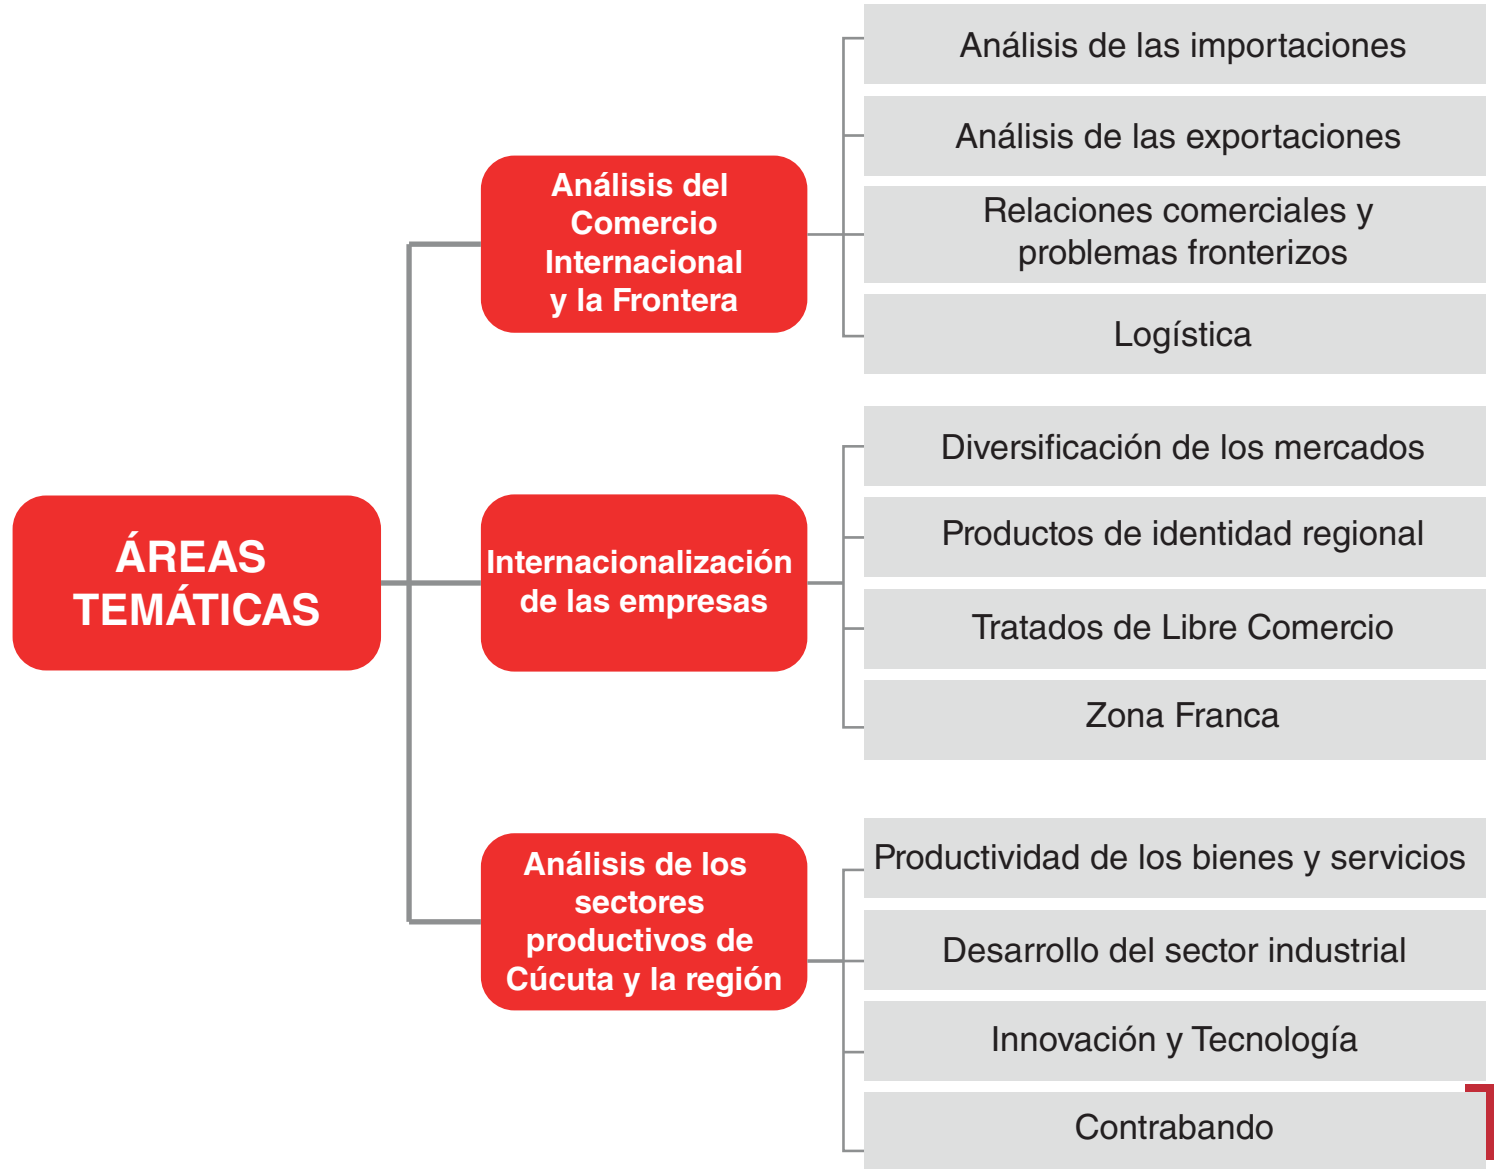 ÁREAS
TEMÁTICAS
Análisis del
Comercio
Internacional
y la Frontera
Análisis de las importaciones
Análisis de las exportaciones
Relaciones comerciales y
problemas fronterizos
Logística
Internacionalización
de las empresas
Diversificación de los mercados
Productos de identidad regional
Tratados de Libre Comercio
Zona Franca
Análisis de los
sectores
productivos de
Cúcuta y la región
Productividad de los bienes y servicios
Desarrollo del sector industrial
Innovación y Tecnología
Contrabando